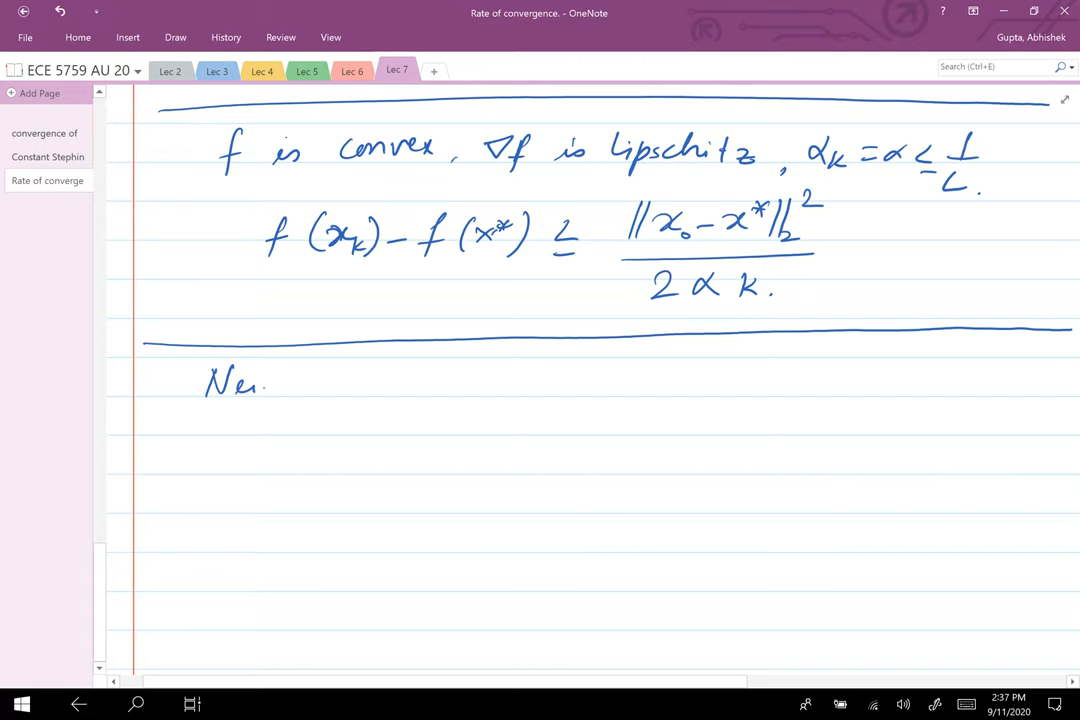 Rate of convergence. - OneNote
File Home Insert Draw History Review View
Gupta, Abhishek
ECE 5759 AU 20
Lec 2 Lec 3 Lec 4 Lec 5 Lec 6 Lec 7
Search (Ctrl+E)
Add Page
convergence of
Constant Stephin
Rate of converge
f is convex, ∇f is Lipschitz, α_k = α ≤ 1/L.
f(x_k) - f(x*) ≤ ||x_0 - x*||_2^2 / 2αk.
2:37 PM
9/11/2020